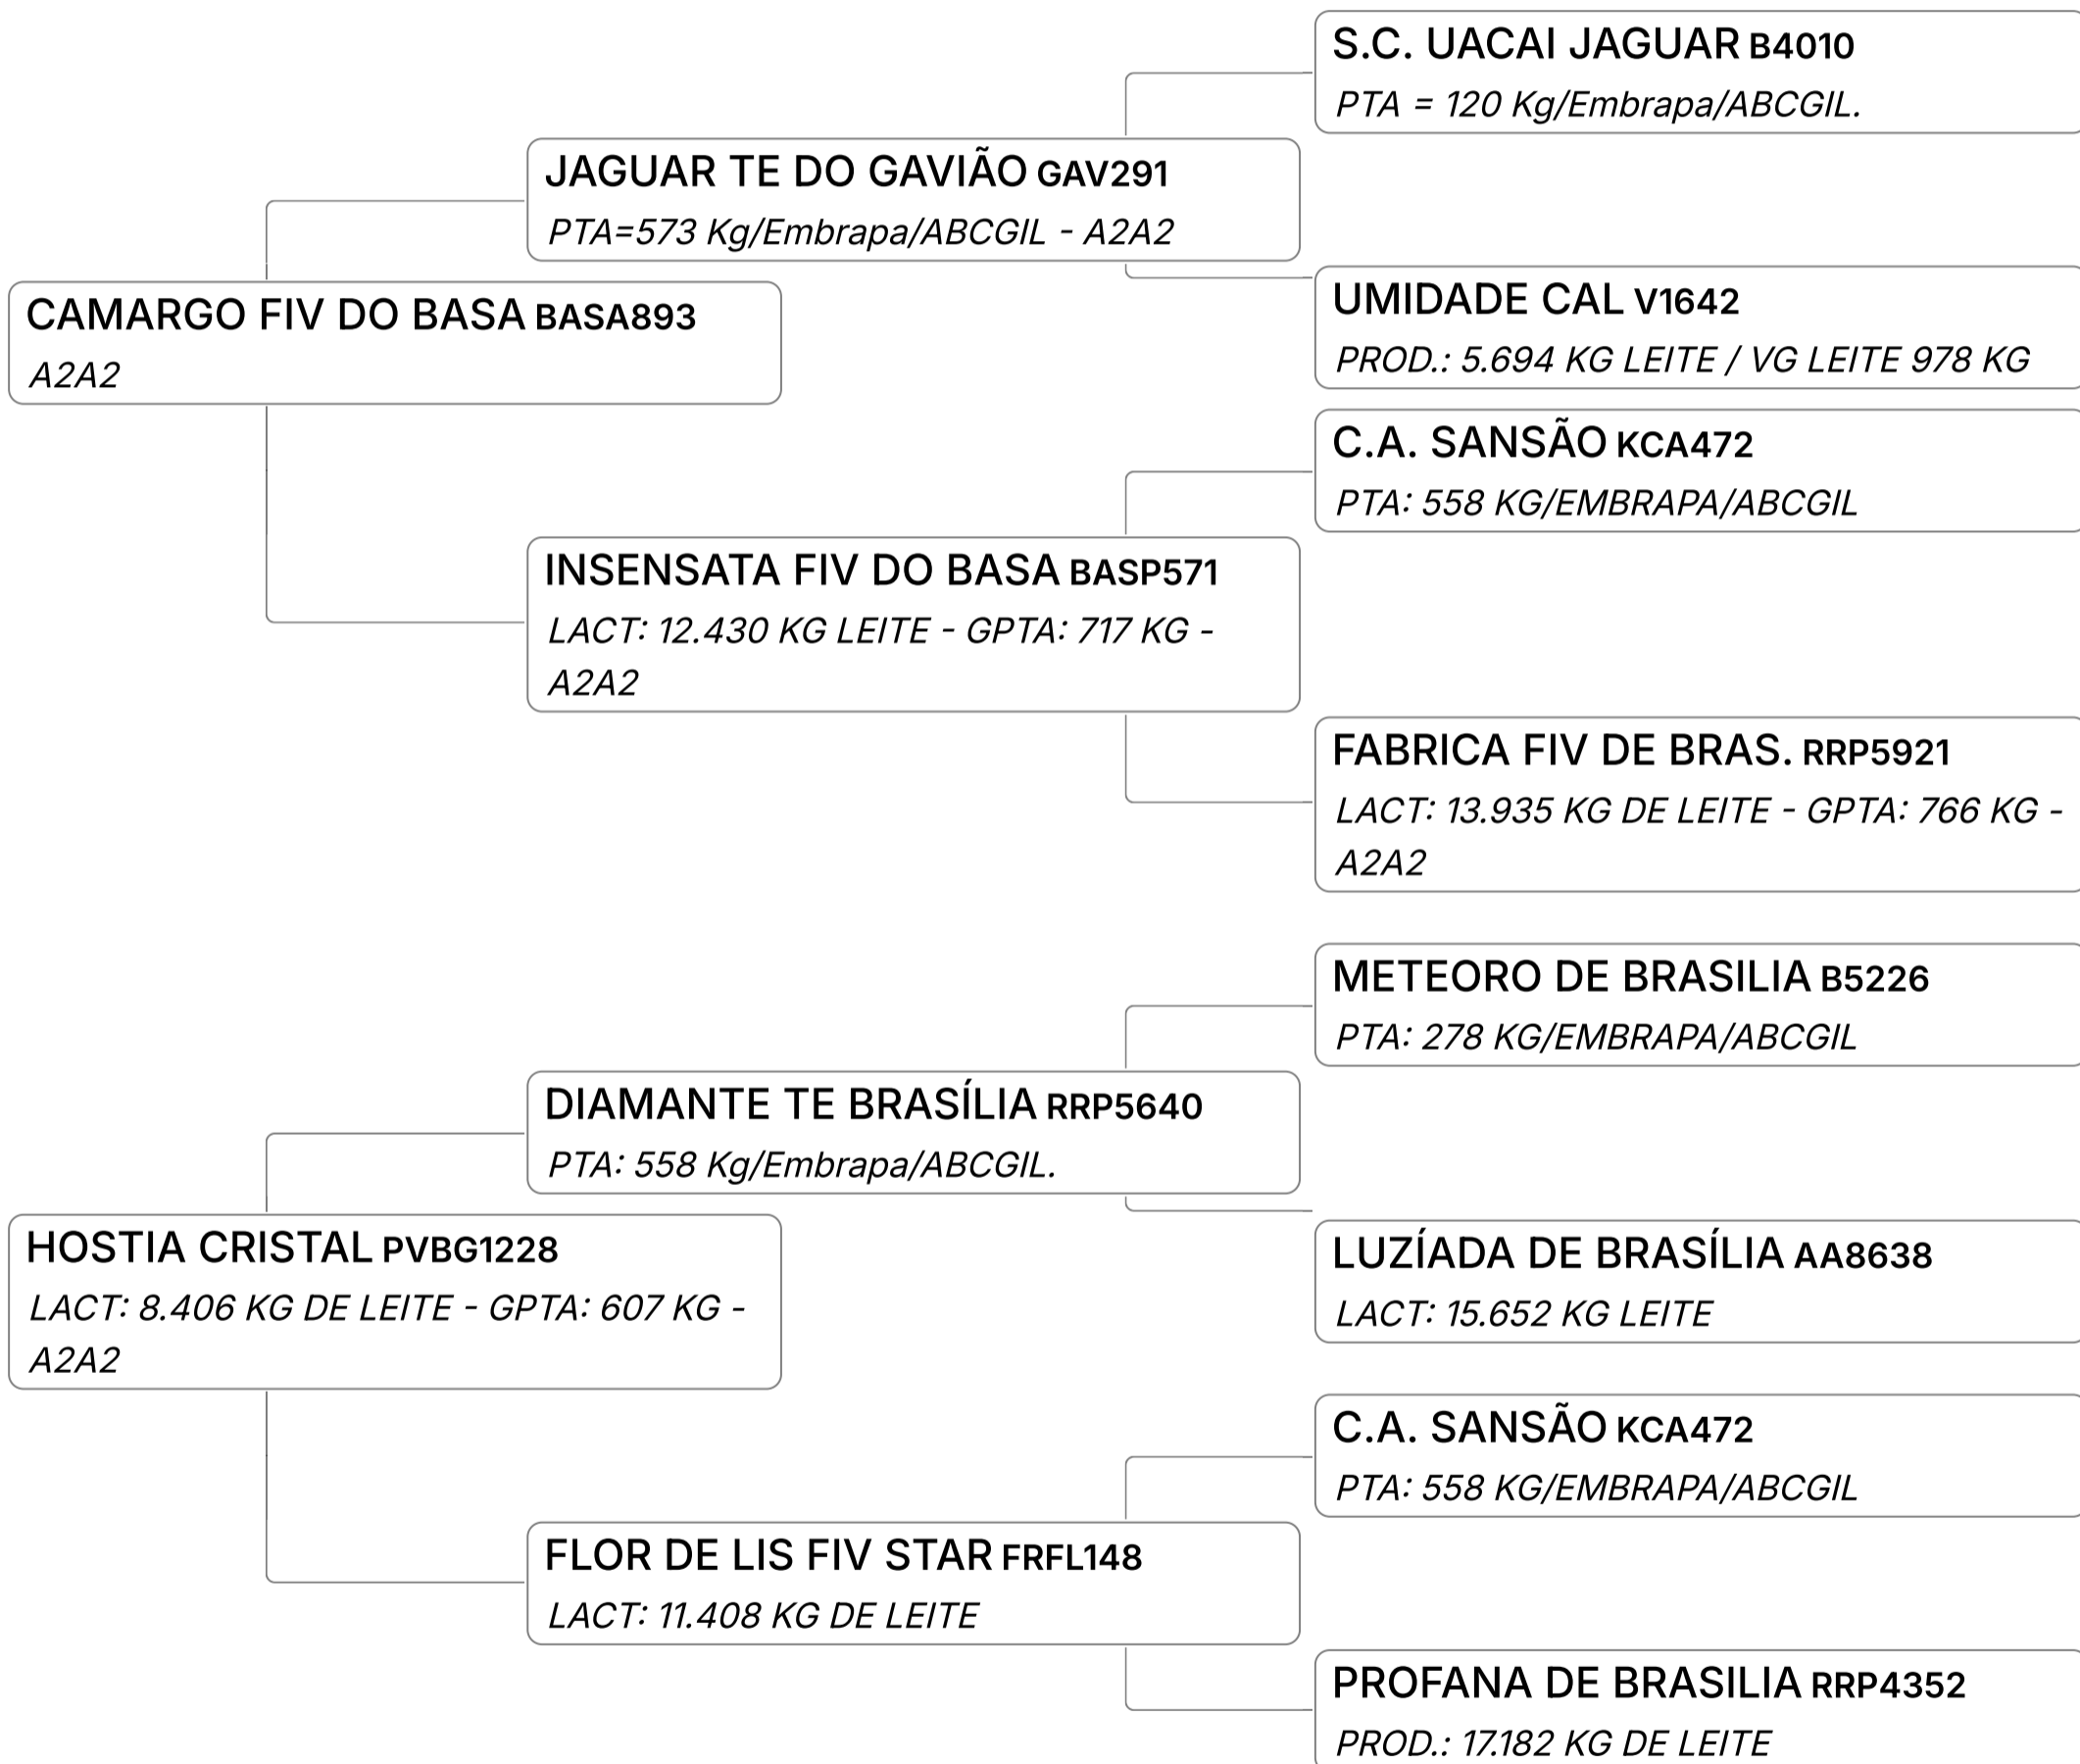 S.C. UACAI JAGUAR B4010
PTA = 120 Kg/Embrapa/ABCGIL.
JAGUAR TE DO GAVIÃO GAV291
PTA=573 Kg/Embrapa/ABCGIL - A2A2
UMIDADE CAL V1642
PROD.: 5.694 KG LEITE / VG LEITE 978 KG
CAMARGO FIV DO BASA BASA893
A2A2
C.A. SANSÃO KCA472
PTA: 558 KG/EMBRAPA/ABCGIL
INSENSATA FIV DO BASA BASP571
LACT: 12.430 KG LEITE - GPTA: 717 KG -
A2A2
FABRICA FIV DE BRAS. RRP5921
LACT: 13.935 KG DE LEITE - GPTA: 766 KG -
A2A2
METEORO DE BRASILIA B5226
PTA: 278 KG/EMBRAPA/ABCGIL
DIAMANTE TE BRASÍLIA RRP5640
PTA: 558 Kg/Embrapa/ABCGIL.
LUZÍADA DE BRASÍLIA AA8638
LACT: 15.652 KG LEITE
HOSTIA CRISTAL PVBG1228
LACT: 8.406 KG DE LEITE - GPTA: 607 KG -
A2A2
C.A. SANSÃO KCA472
PTA: 558 KG/EMBRAPA/ABCGIL
FLOR DE LIS FIV STAR FRFL148
LACT: 11.408 KG DE LEITE
PROFANA DE BRASILIA RRP4352
PROD.: 17.182 KG DE LEITE